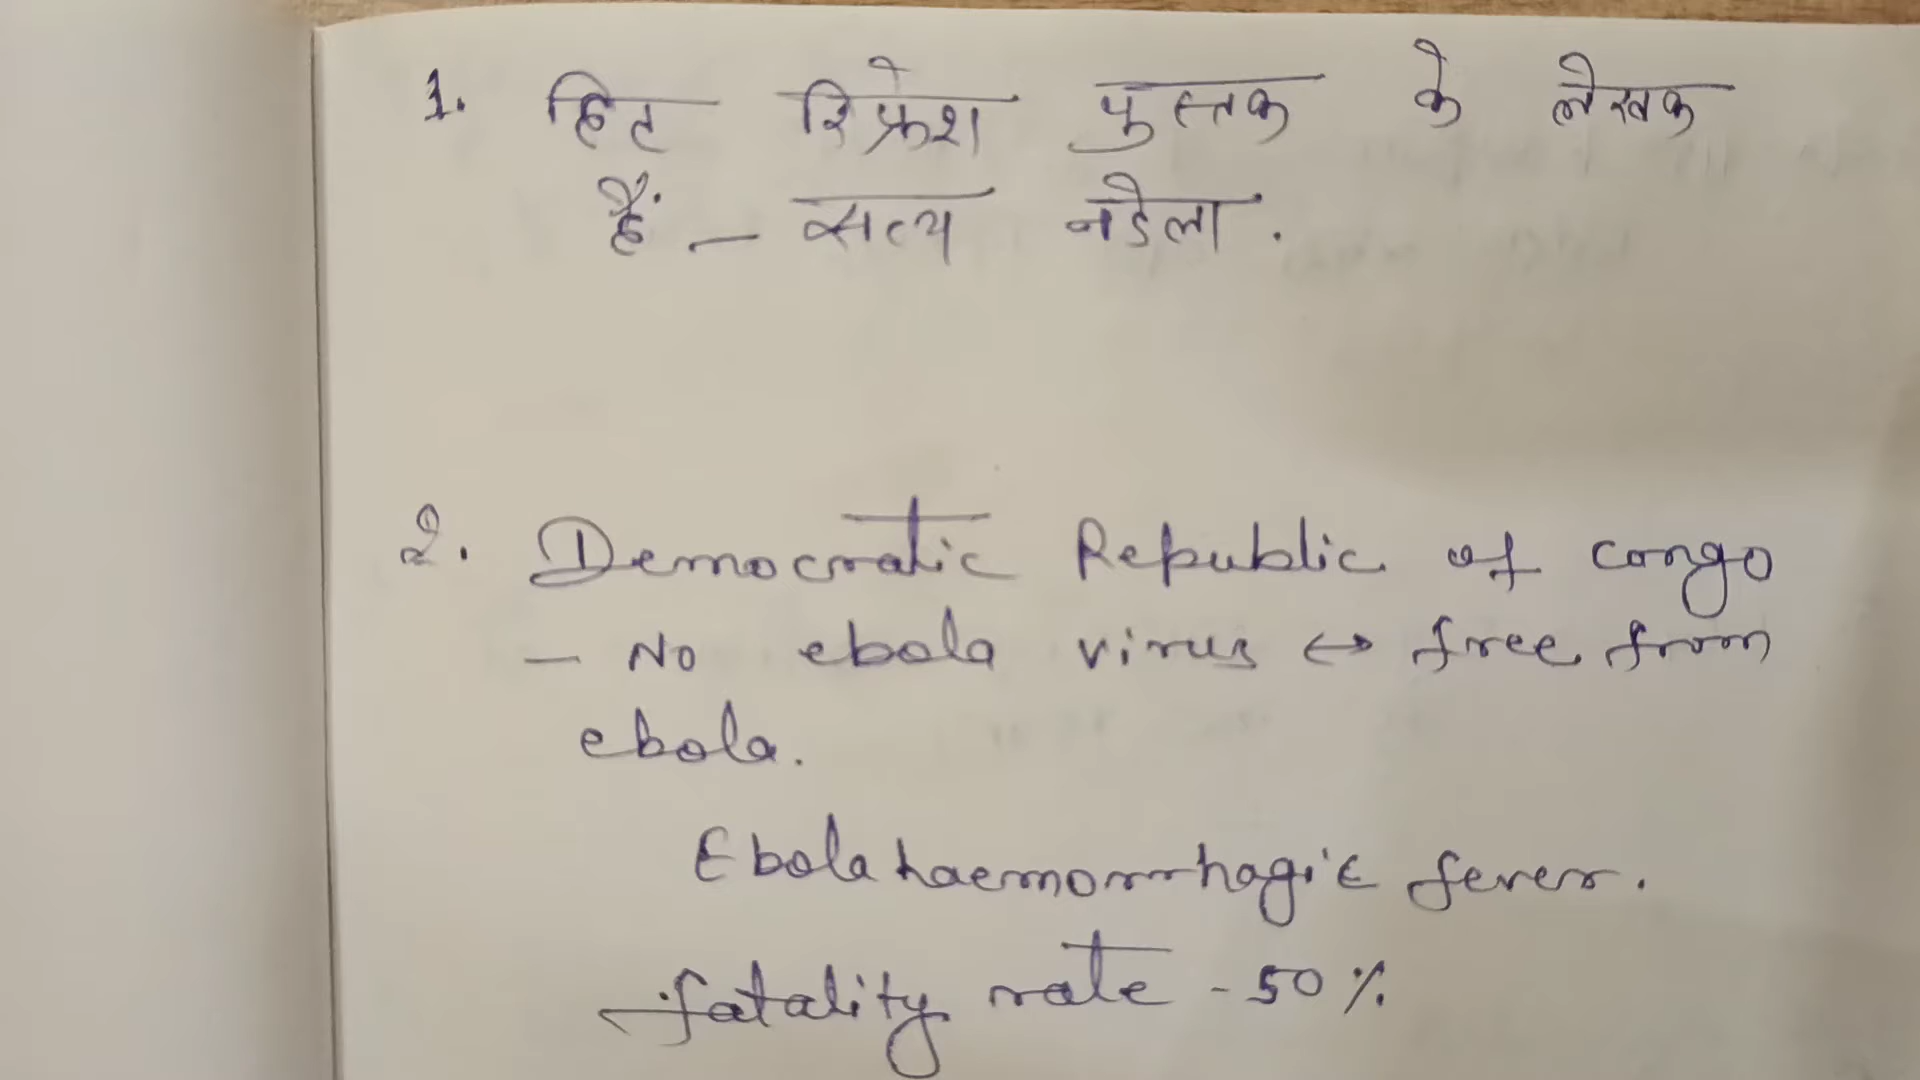 1. हिट रिफ्रेश पुस्तक के लेखक
हैं - सत्य नडेला.
2. Democratic Republic of congo
- No ebola virus ↔ free from
ebola.
Ebola haemorrhagic fever.
fatality rate - 50%